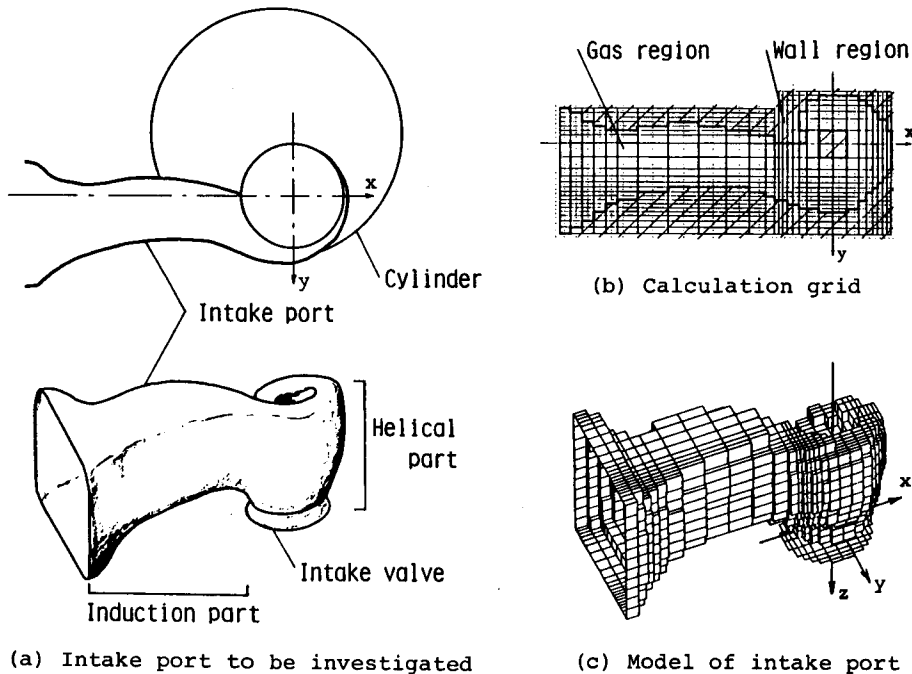 x
y
Cylinder
Intake port
Helical
part
Intake valve
Induction part
(a) Intake port to be investigated
Gas region
Wall region
x
y
(b) Calculation grid
x
y
z
(c) Model of intake port